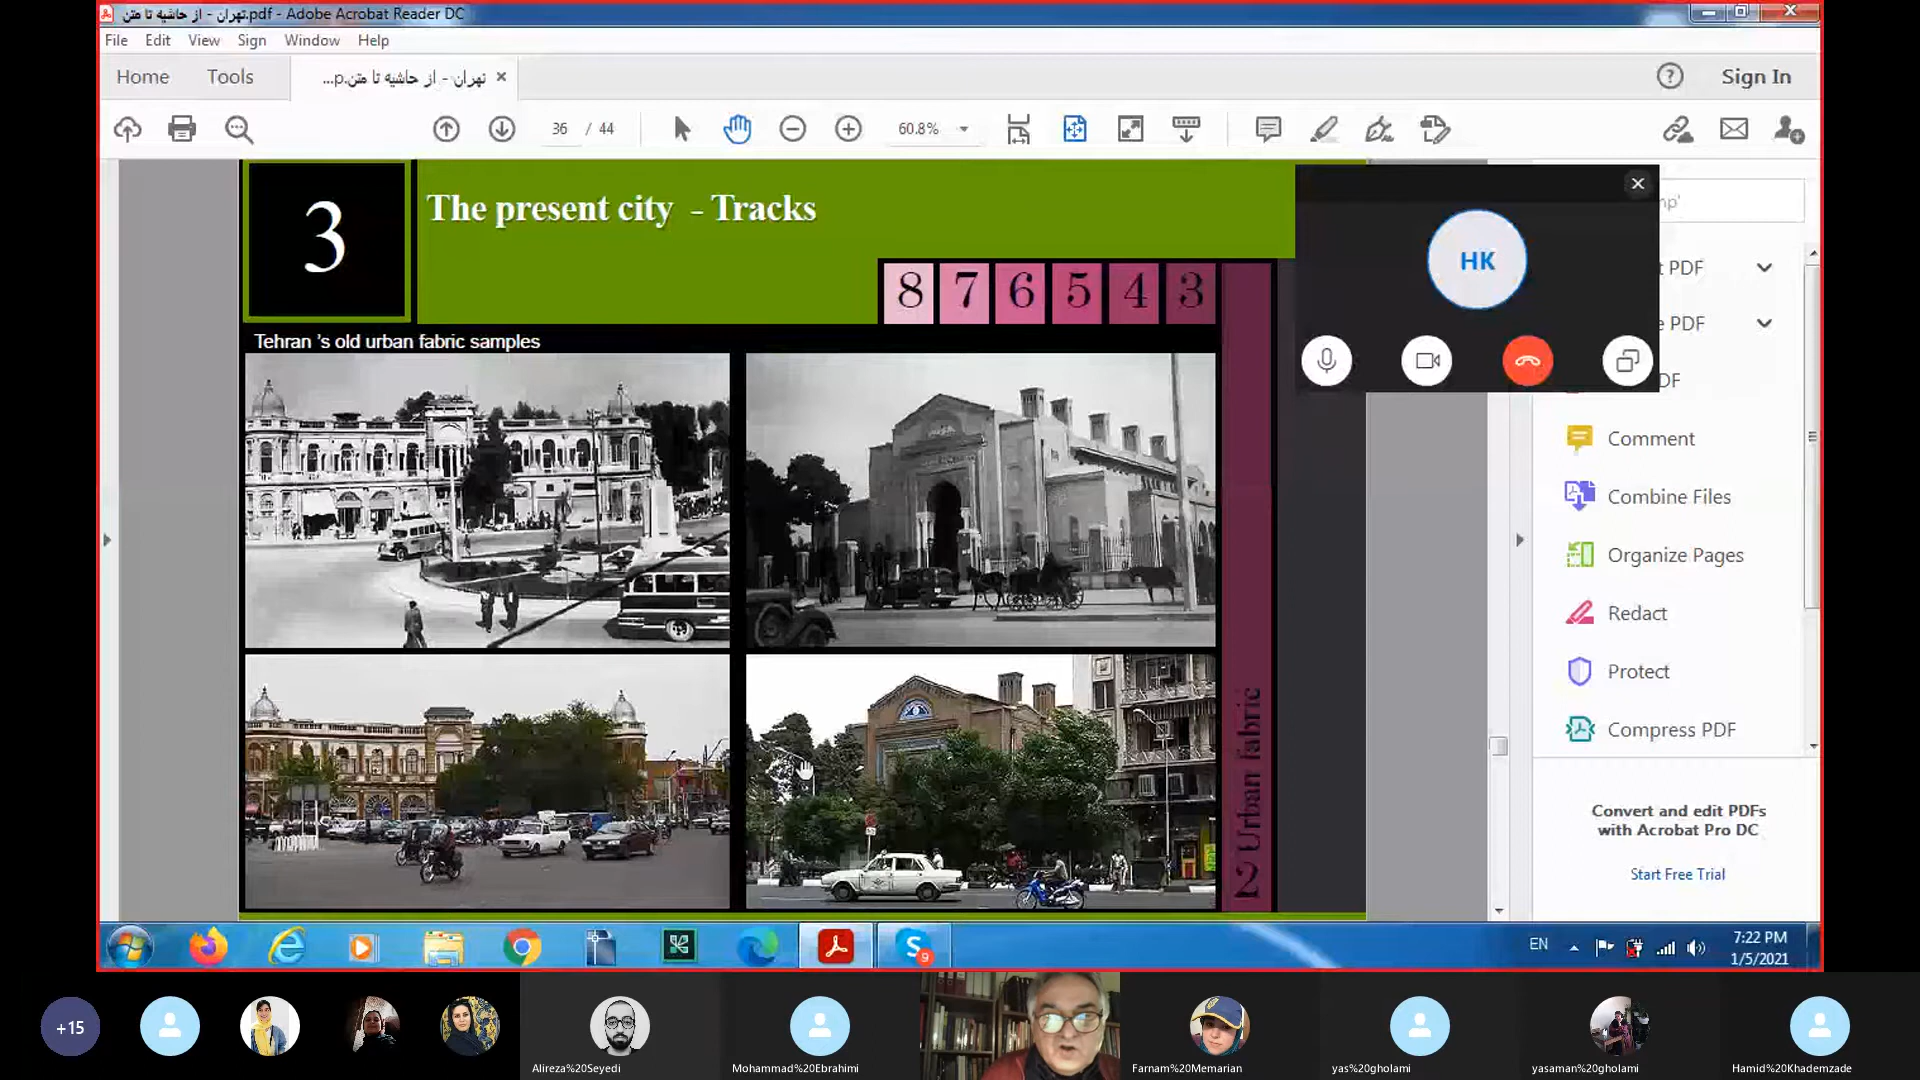 تهران - از حاشیه تا متن.pdf - Adobe Acrobat Reader DC
File Edit View Sign Window Help
Home Tools تهران - از حاشیه تا متن.p... Sign In
36 / 44 60.8%
3
The present city - Tracks
8 7 6 5 4 3
Tehran 's old urban fabric samples
2 Urban fabric
HK
PDF
PDF
Comment
Combine Files
Organize Pages
Redact
Protect
Compress PDF
Convert and edit PDFs
with Acrobat Pro DC
Start Free Trial
9
EN
7:22 PM
1/5/2021
+15
Alireza%20Seyedi
Mohammad%20Ebrahimi
Farnam%20Memarian
yas%20gholami
yasaman%20gholami
Hamid%20Khademzade